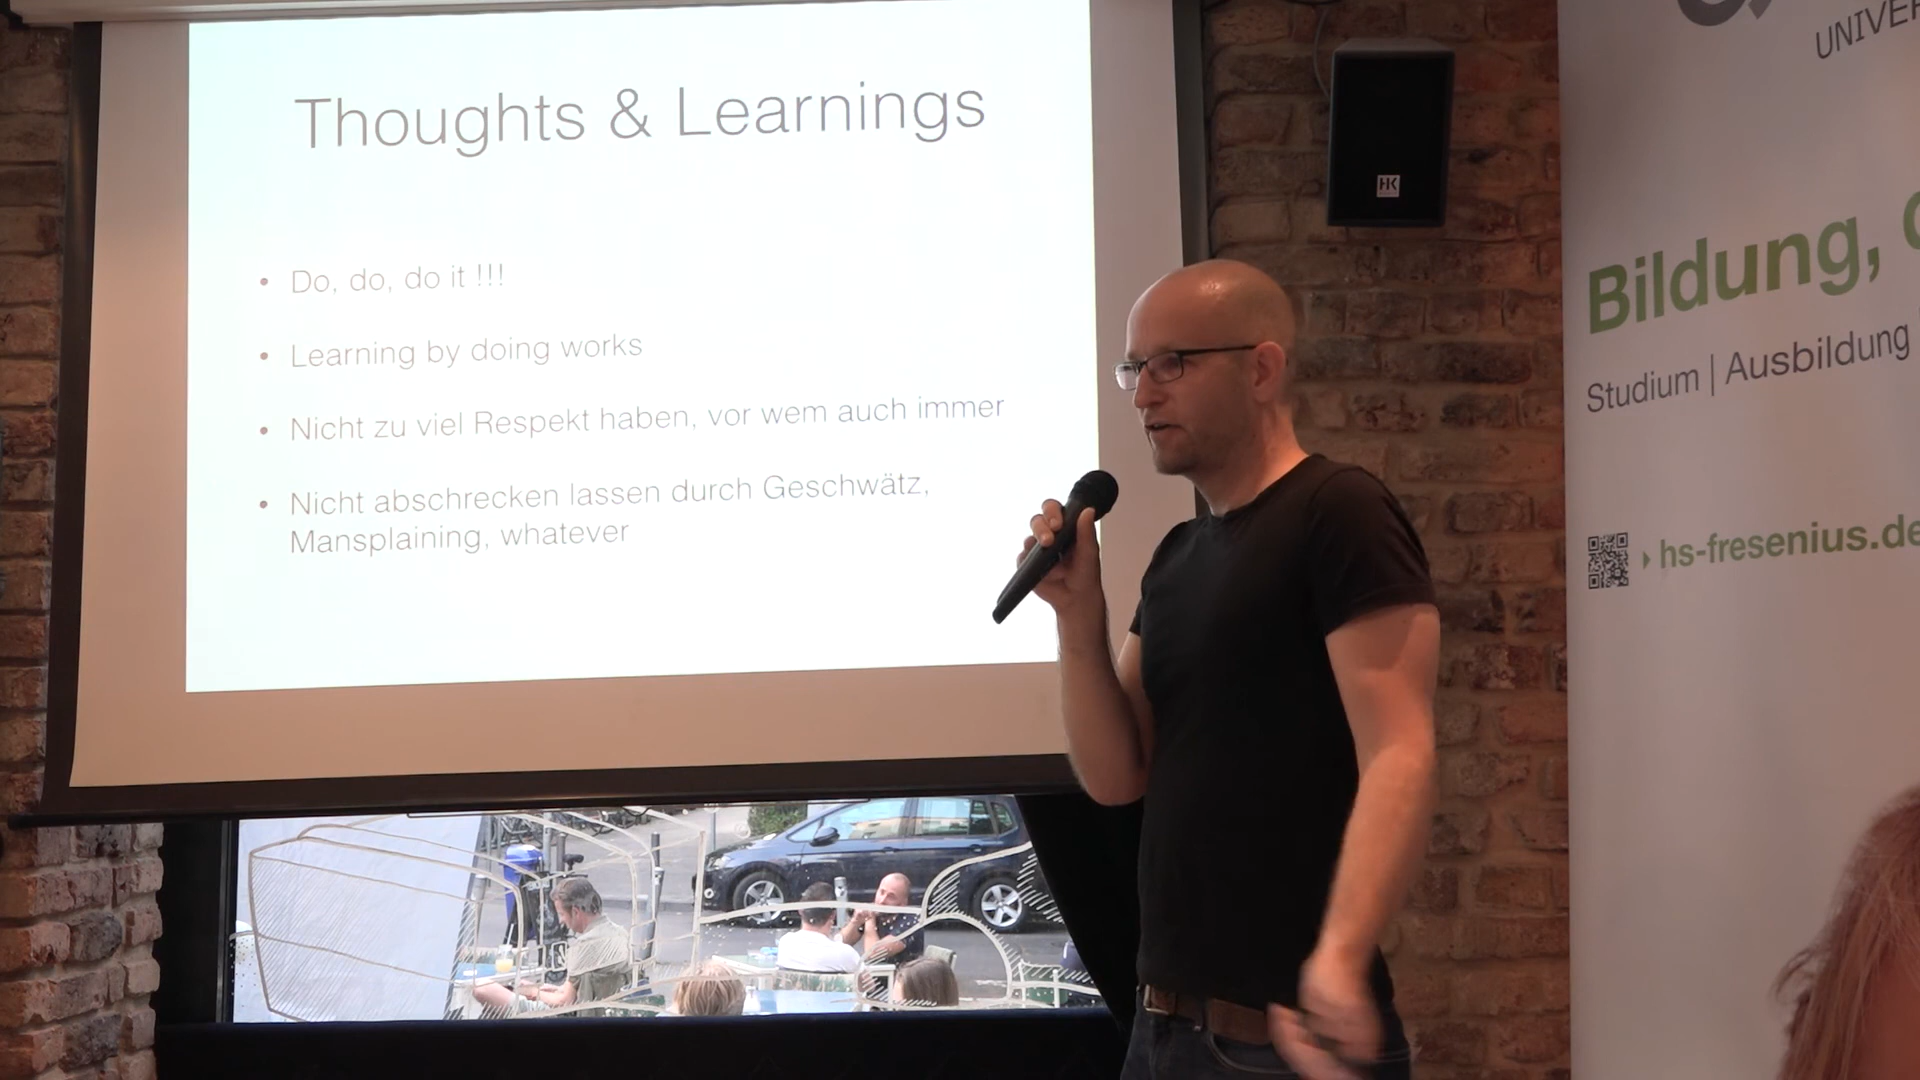 Thoughts & Learnings
• Do, do, do it !!!
• Learning by doing works
• Nicht zu viel Respekt haben, vor wem auch immer
• Nicht abschrecken lassen durch Geschwätz,
Mansplaining, whatever
HK
Bildung,
Studium | Ausbildung
hs-fresenius.de